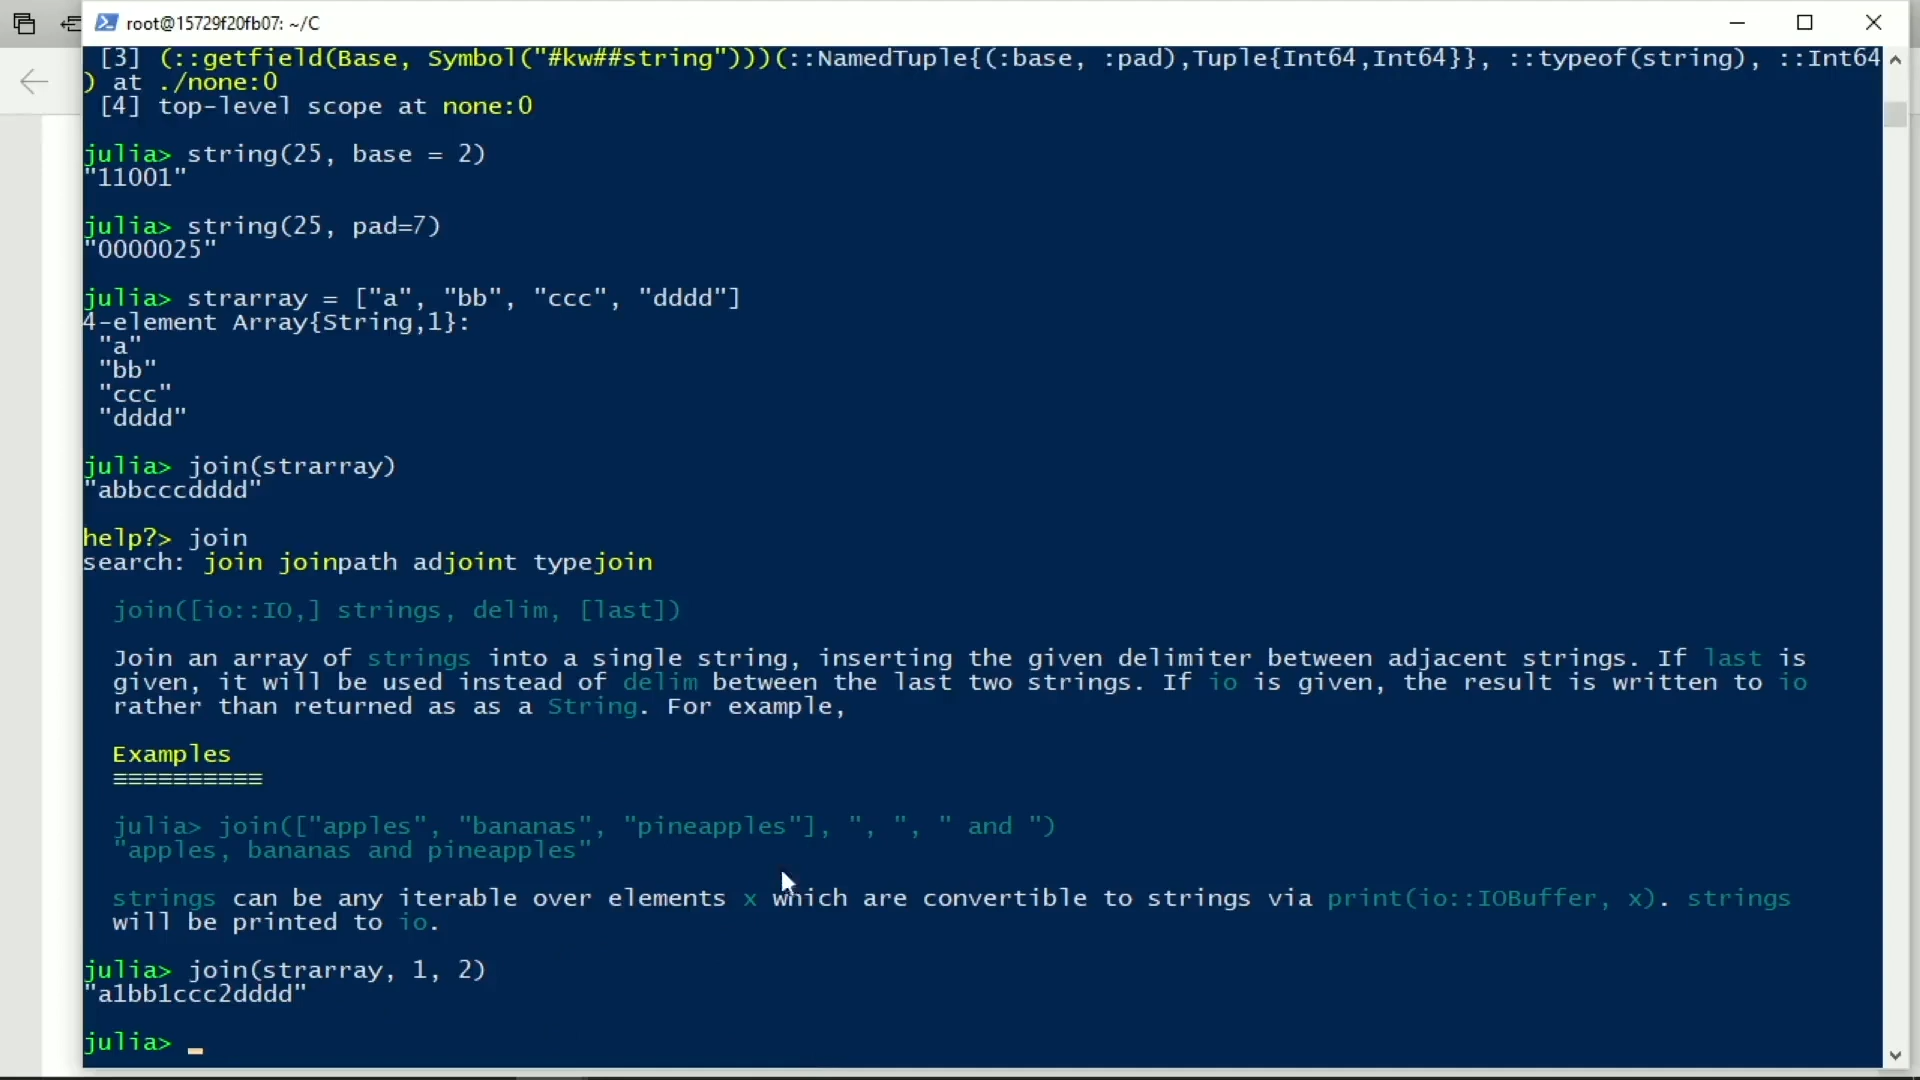 root@15729f20fb07: ~/C
[3] (::getfield(Base, Symbol("#kw##string")))(::NamedTuple{(:base, :pad),Tuple{Int64,Int64}}, ::typeof(string), ::Int64
) at ./none:0
[4] top-level scope at none:0
julia> string(25, base = 2)
"11001"
julia> string(25, pad=7)
"0000025"
julia> strarray = ["a", "bb", "ccc", "dddd"]
4-element Array{String,1}:
"a"
"bb"
"ccc"
"dddd"
julia> join(strarray)
"abbcccdddd"
help?> join
search: join joinpath adjoint typejoin
join([io::IO,] strings, delim, [last])
Join an array of strings into a single string, inserting the given delimiter between adjacent strings. If last is
given, it will be used instead of delim between the last two strings. If io is given, the result is written to io
rather than returned as as a String. For example,
Examples
≡≡≡≡≡≡≡≡≡≡
julia> join(["apples", "bananas", "pineapples"], ", ", " and ")
"apples, bananas and pineapples"
strings can be any iterable over elements x which are convertible to strings via print(io::IOBuffer, x). strings
will be printed to io.
julia> join(strarray, 1, 2)
"a1bb1ccc2dddd"
julia>